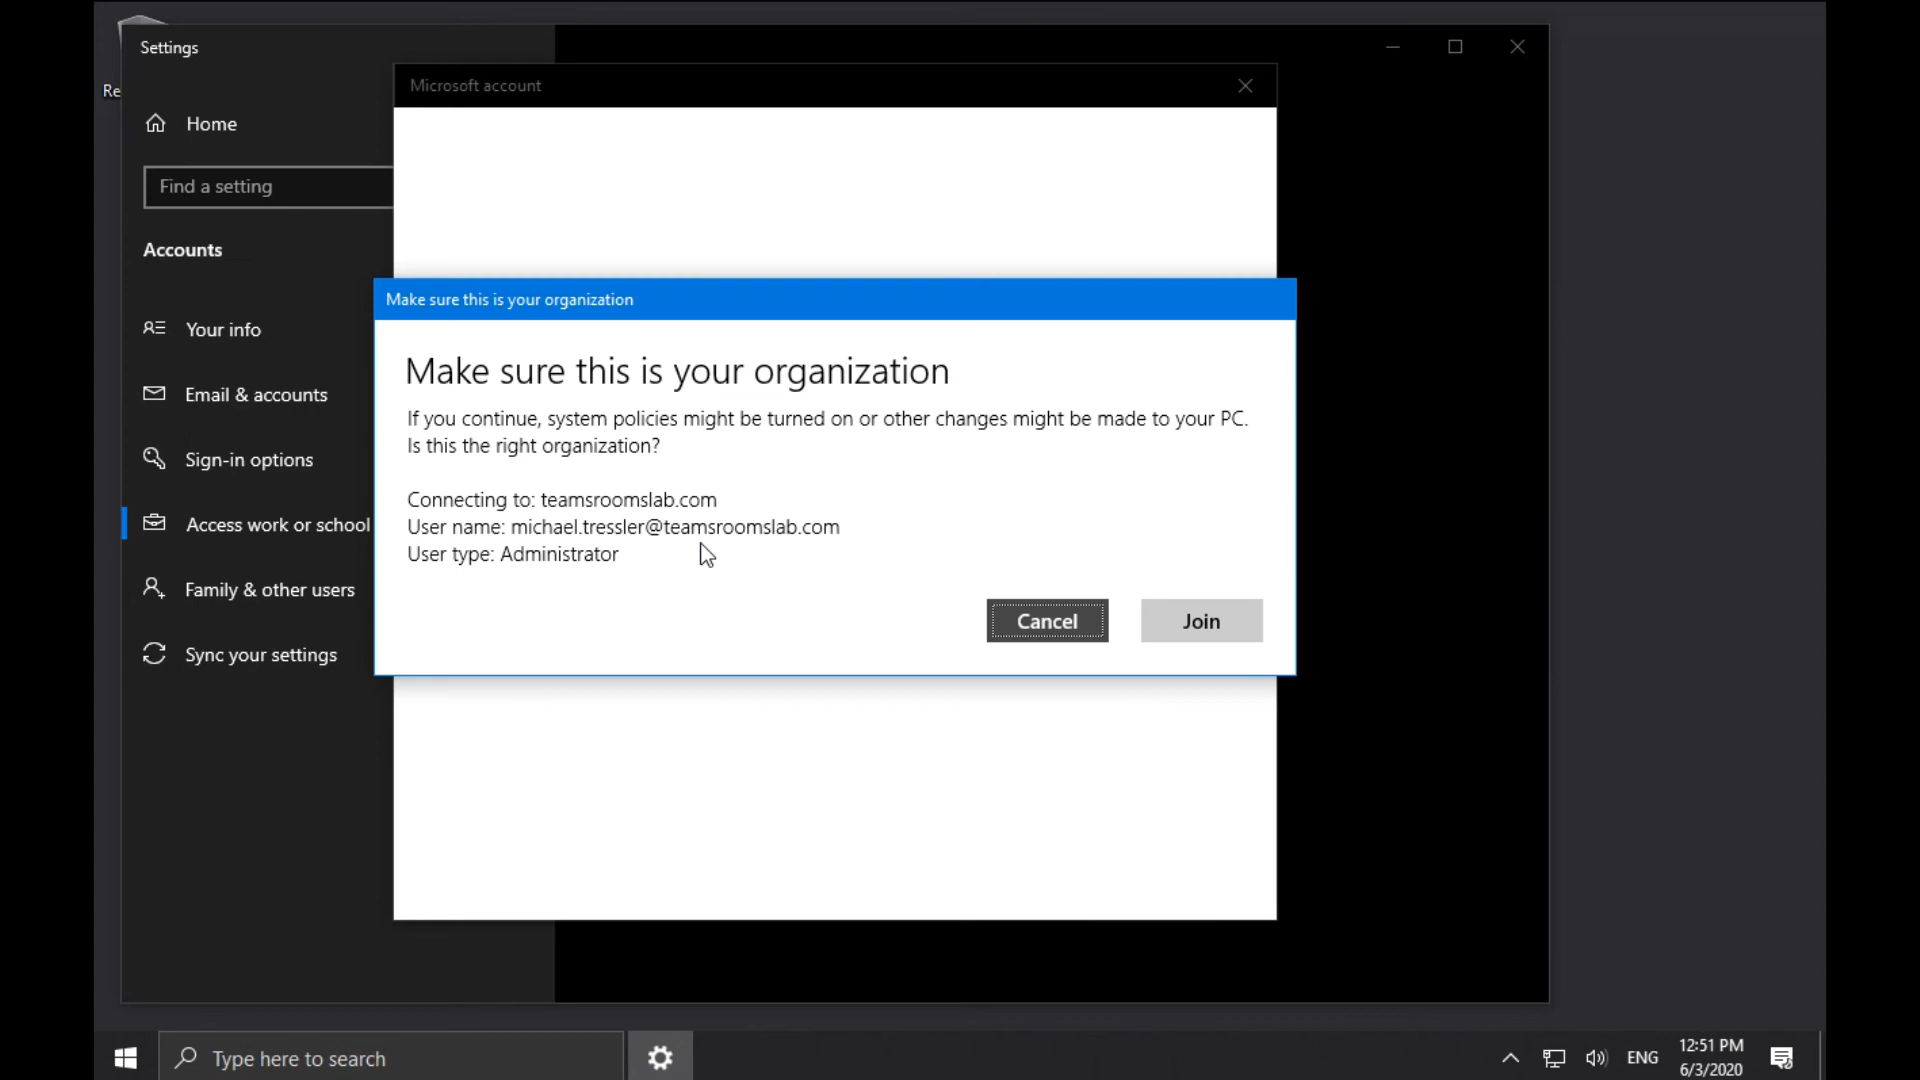 Settings
Re
Microsoft account
Home
Find a setting
Accounts
Make sure this is your organization
Your info
Make sure this is your organization
Email & accounts
If you continue, system policies might be turned on or other changes might be made to your PC.
Is this the right organization?
Sign-in options
Connecting to: teamsroomslab.com
Access work or school
User name: michael.tressler@teamsroomslab.com
User type: Administrator
Family & other users
Cancel
Join
Sync your settings
Type here to search
ENG
12:51 PM
6/3/2020